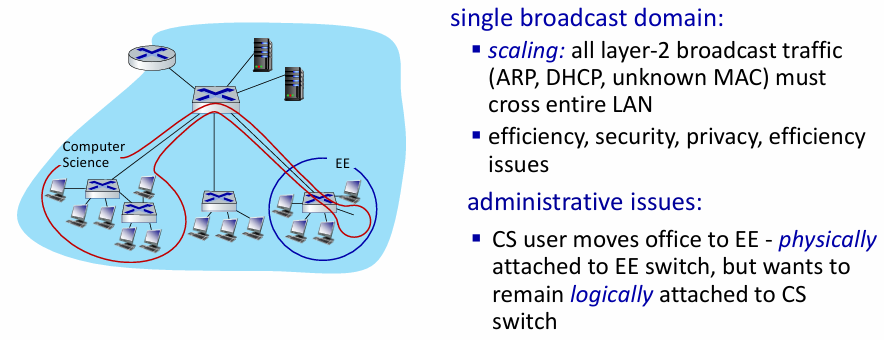 Computer
Science
EE
single broadcast domain:
▪ scaling: all layer-2 broadcast traffic
(ARP, DHCP, unknown MAC) must
cross entire LAN
▪ efficiency, security, privacy, efficiency
issues
administrative issues:
▪ CS user moves office to EE - physically
attached to EE switch, but wants to
remain logically attached to CS
switch